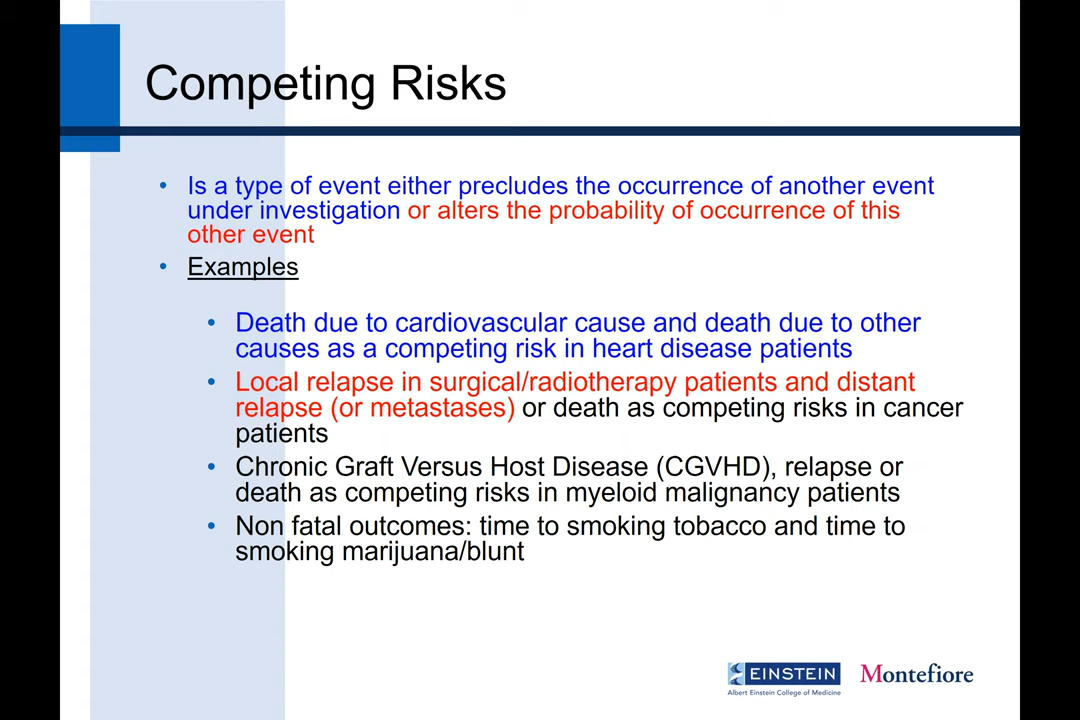 Competing Risks
• Is a type of event either precludes the occurrence of another event
under investigation or alters the probability of occurrence of this
other event
• Examples
• Death due to cardiovascular cause and death due to other
causes as a competing risk in heart disease patients
• Local relapse in surgical/radiotherapy patients and distant
relapse (or metastases) or death as competing risks in cancer
patients
• Chronic Graft Versus Host Disease (CGVHD), relapse or
death as competing risks in myeloid malignancy patients
• Non fatal outcomes: time to smoking tobacco and time to
smoking marijuana/blunt
EINSTEIN
Albert Einstein College of Medicine
Montefiore